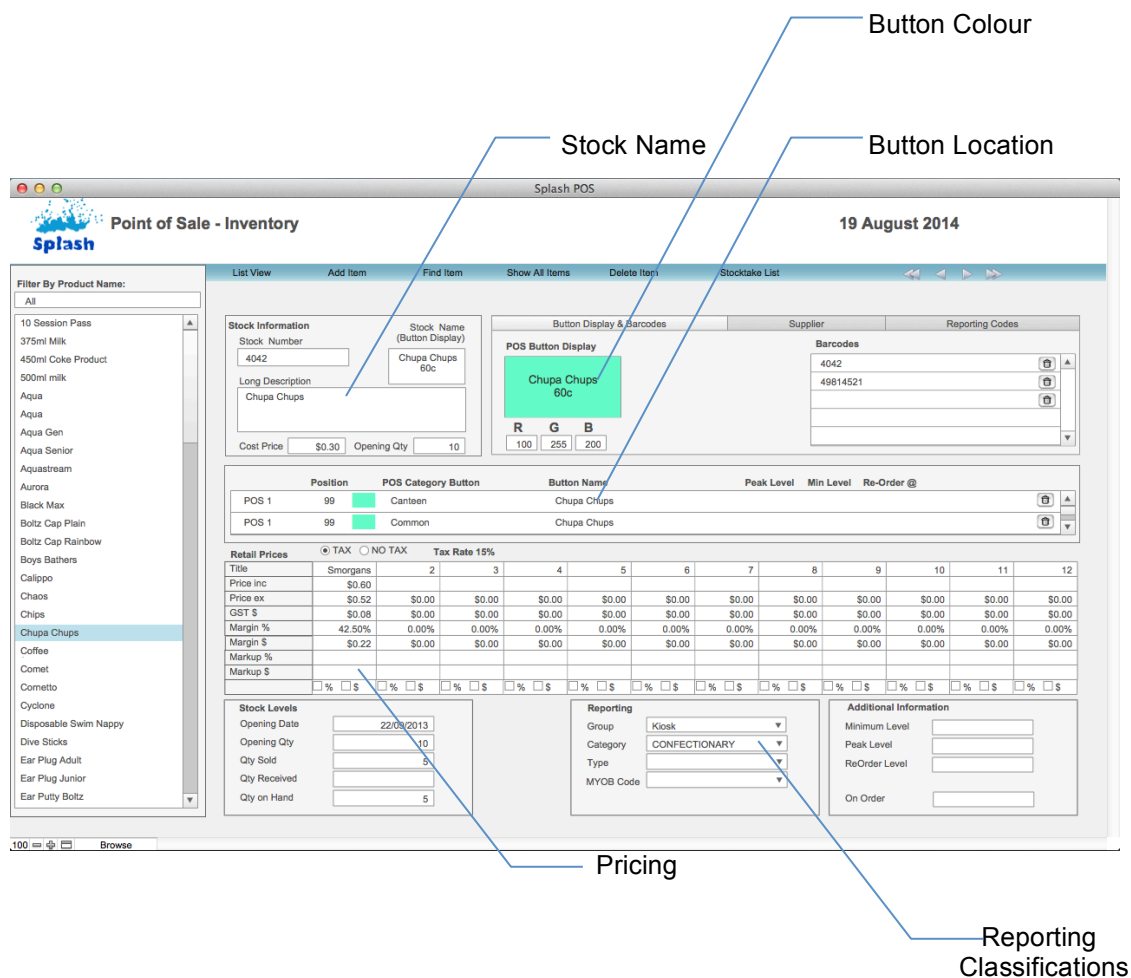 Button Colour
Stock Name
Button Location
Splash POS
Splash
Point of Sale - Inventory
19 August 2014
List View Add Item Find Item Show All Items Delete Item Stocktake List
Filter By Product Name:
All
10 Session Pass
375ml Milk
450ml Coke Product
500ml milk
Aqua
Aqua
Aqua Gen
Aqua Senior
Aquastream
Aurora
Black Max
Boltz Cap Plain
Boltz Cap Rainbow
Boys Bathers
Calippo
Chaos
Chips
Chupa Chups
Coffee
Comet
Cornetto
Cyclone
Disposable Swim Nappy
Dive Sticks
Ear Plug Adult
Ear Plug Junior
Ear Putty Boltz
Stock Information
Stock Number
4042
Stock Name
(Button Display)
Chupa Chups
60c
Long Description
Chupa Chups
Cost Price $0.30 Opening Qty 10
Button Display & Barcodes Supplier Reporting Codes
POS Button Display
Chupa Chups
60c
R G B
100 255 200
Barcodes
4042
49814521
Position POS Category Button Button Name Peak Level Min Level Re-Order @
POS 1 99 Canteen Chupa Chups
POS 1 99 Common Chupa Chups
Retail Prices TAX NO TAX Tax Rate 15%
Title Smorgans 2 3 4 5 6 7 8 9 10 11 12
Price inc $0.60
Price ex $0.52 $0.00 $0.00 $0.00 $0.00 $0.00 $0.00 $0.00 $0.00 $0.00 $0.00 $0.00
GST $ $0.08 $0.00 $0.00 $0.00 $0.00 $0.00 $0.00 $0.00 $0.00 $0.00 $0.00 $0.00
Margin % 42.50% 0.00% 0.00% 0.00% 0.00% 0.00% 0.00% 0.00% 0.00% 0.00% 0.00% 0.00%
Margin $ $0.22 $0.00 $0.00 $0.00 $0.00 $0.00 $0.00 $0.00 $0.00 $0.00 $0.00 $0.00
Markup %
Markup $
% $ % $ % $ % $ % $ % $ % $ % $ % $ % $ % $ % $
Stock Levels
Opening Date 22/09/2013
Opening Qty 10
Qty Sold 5
Qty Received
Qty on Hand 5
Reporting
Group Kiosk
Category CONFECTIONARY
Type
MYOB Code
Additional Information
Minimum Level
Peak Level
ReOrder Level
On Order
100 Browse
Pricing
Reporting
Classifications